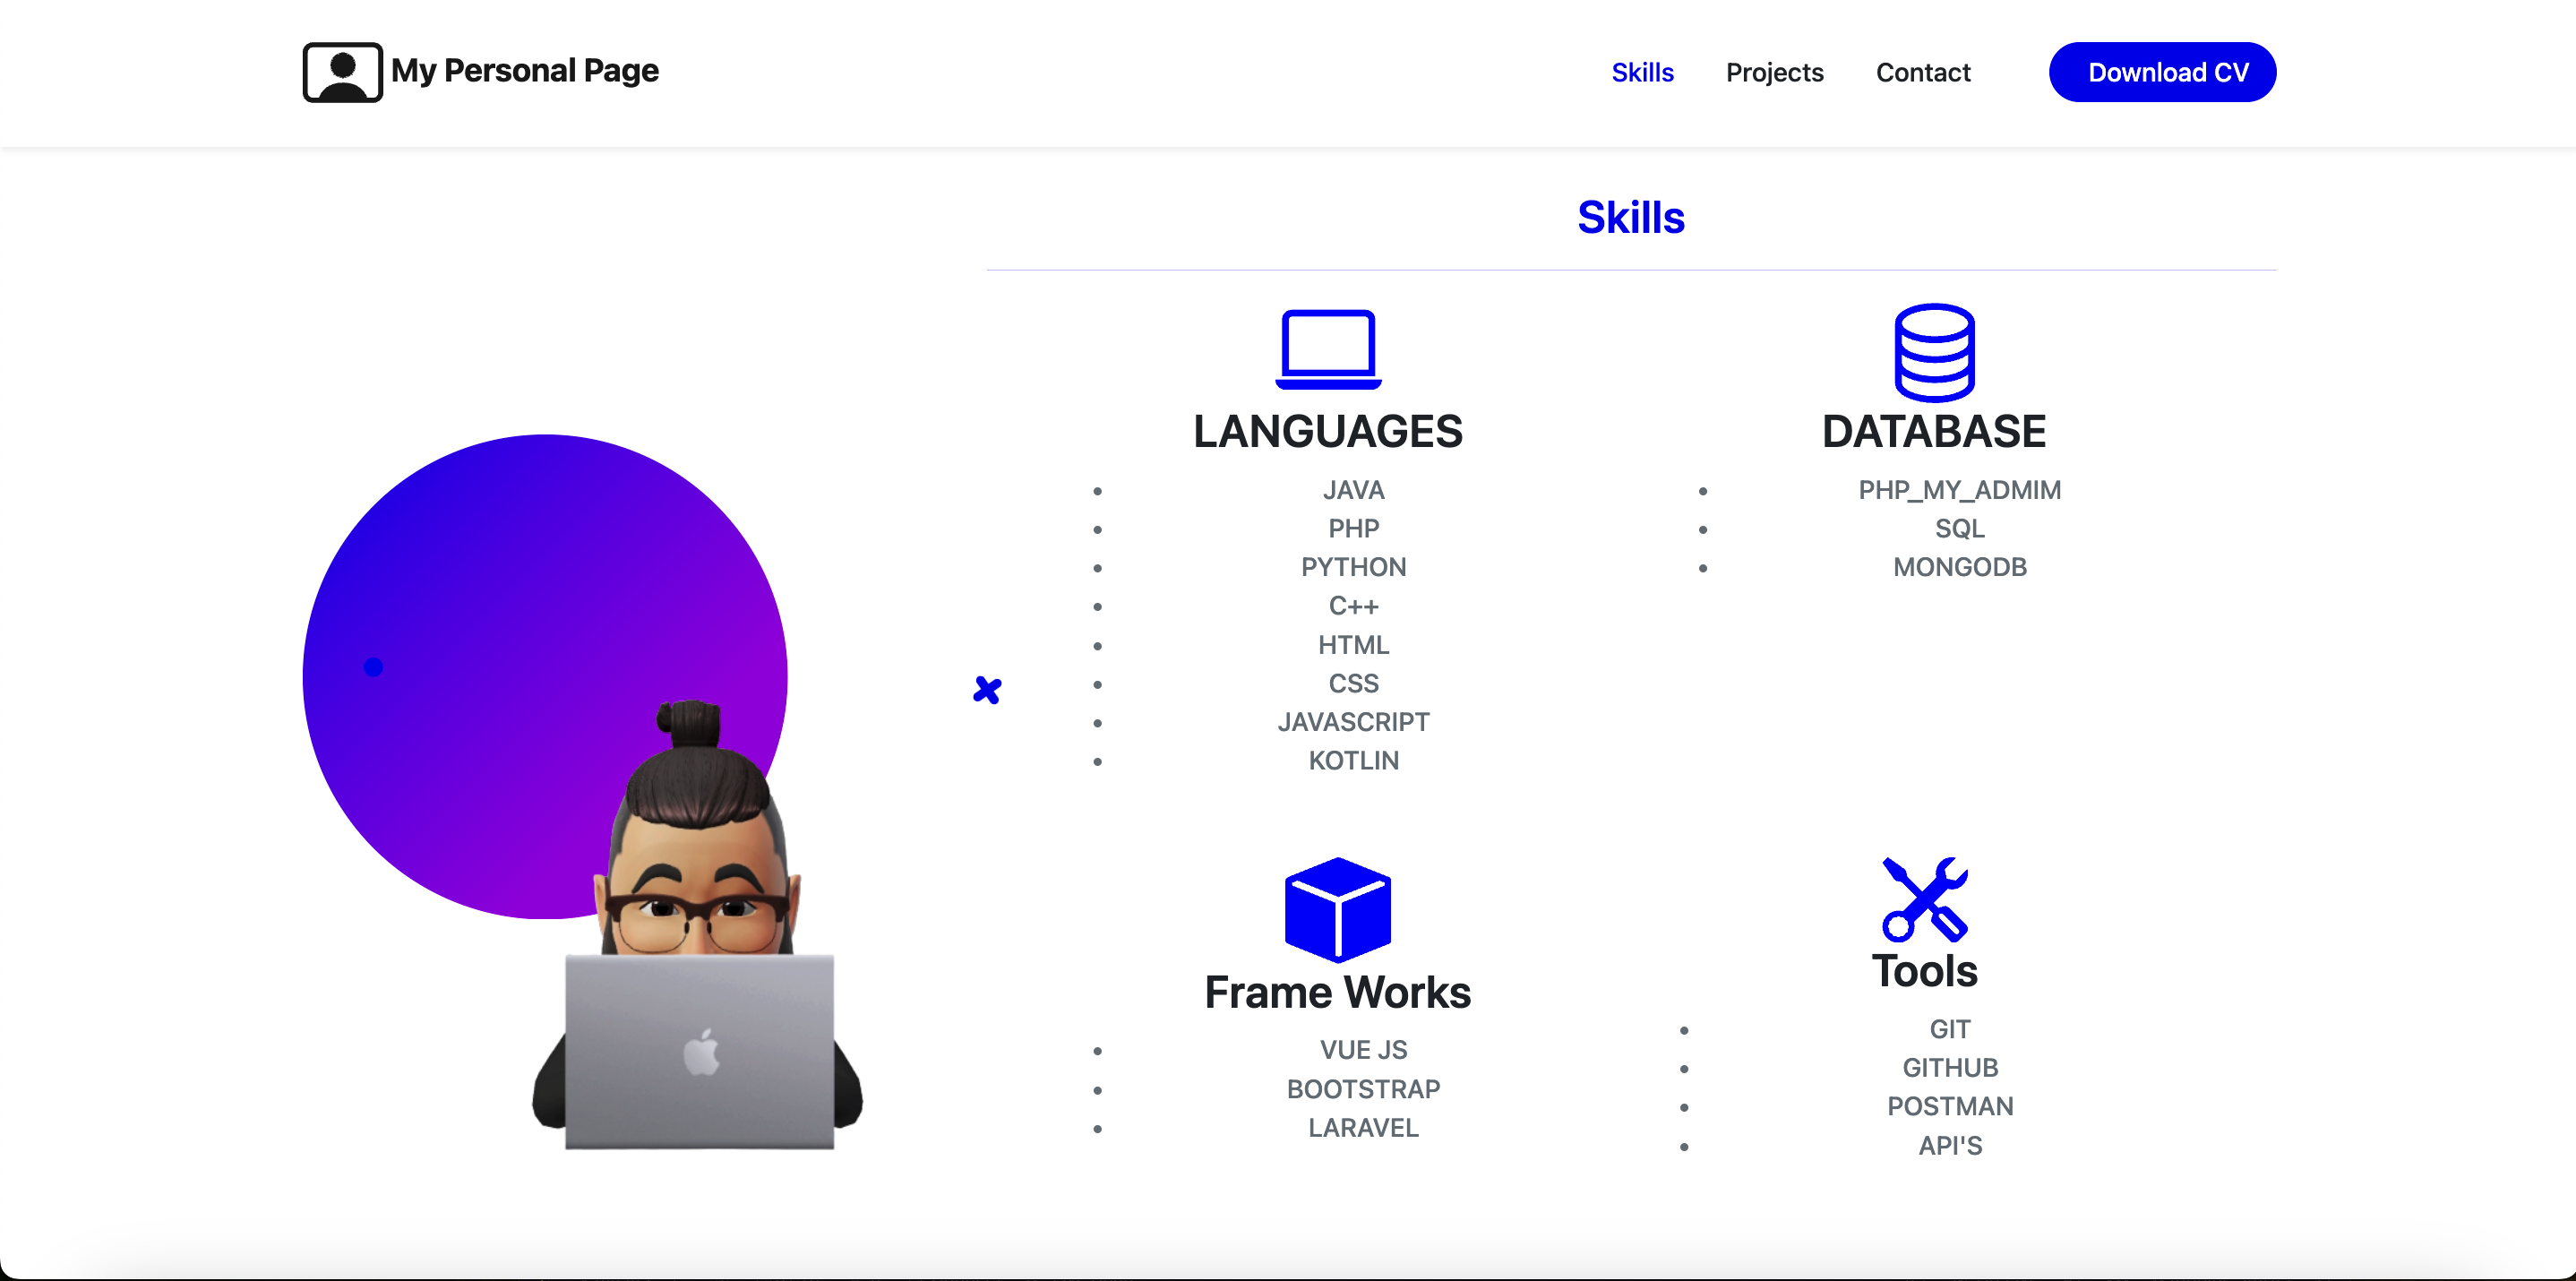 My Personal Page
Skills
Projects
Contact
Download CV
Skills
LANGUAGES
• JAVA
• PHP
• PYTHON
• C++
• HTML
• CSS
• JAVASCRIPT
• KOTLIN
DATABASE
• PHP_MY_ADMIM
• SQL
• MONGODB
Frame Works
• VUE JS
• BOOTSTRAP
• LARAVEL
Tools
• GIT
• GITHUB
• POSTMAN
• API'S